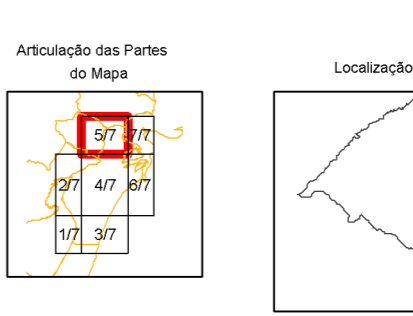 Articulação das Partes
do Mapa
Localização
5/7 7/7
2/7 4/7 6/7
1/7 3/7